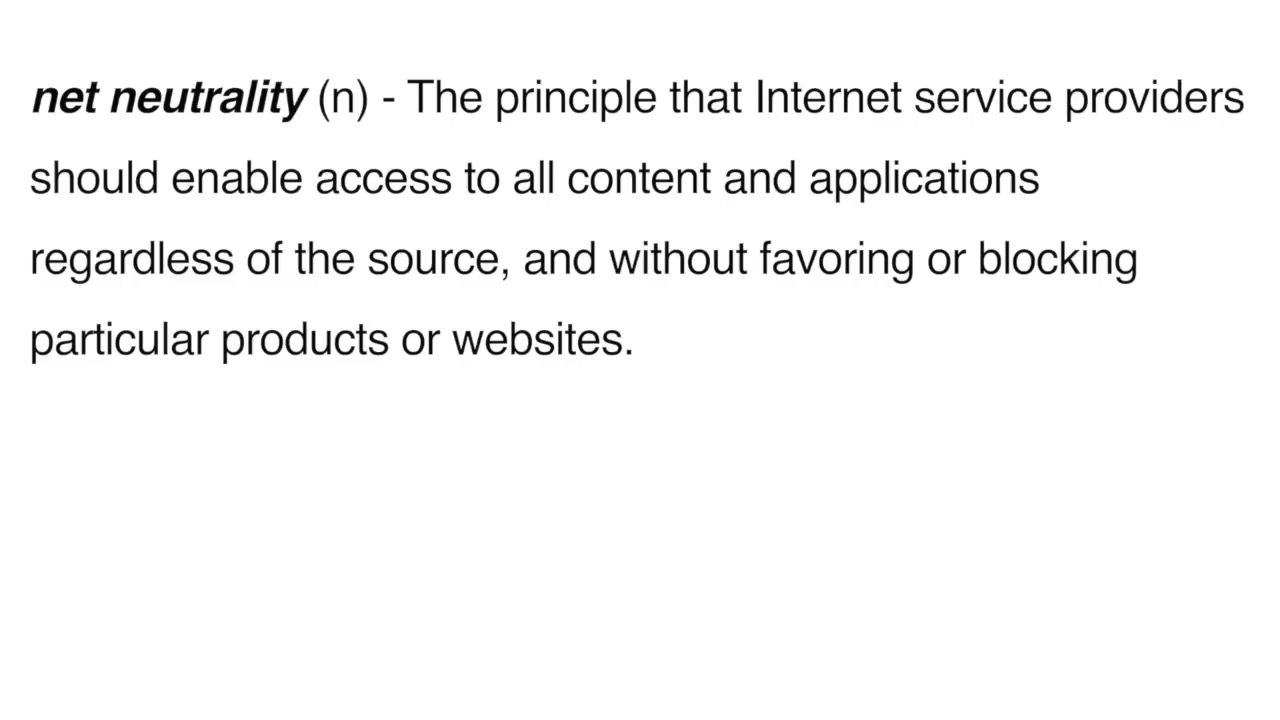 net neutrality (n) - The principle that Internet service providers
should enable access to all content and applications
regardless of the source, and without favoring or blocking
particular products or websites.